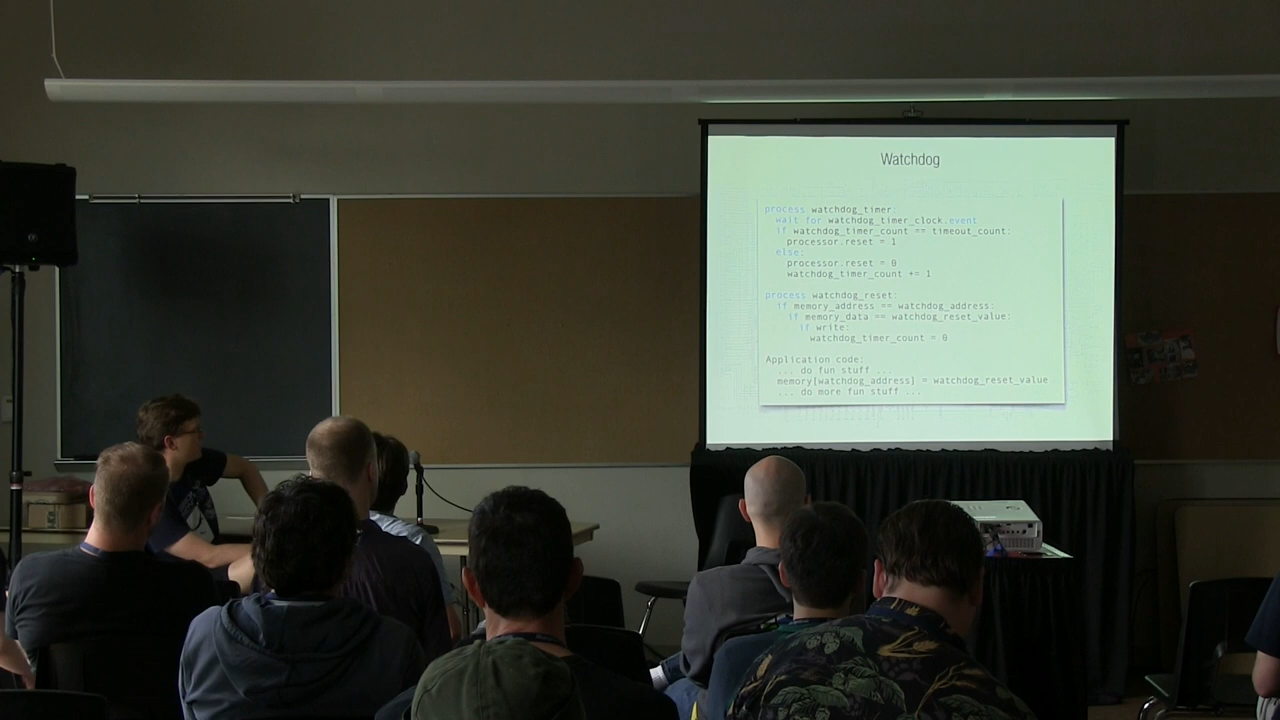 Watchdog
process watchdog_timer:
wait for watchdog_timer_clock.event
if watchdog_timer_count == timeout_count:
processor.reset = 1
else:
processor.reset = 0
watchdog_timer_count += 1
process watchdog_reset:
if memory_address == watchdog_address:
if memory_data == watchdog_reset_value:
if write:
watchdog_timer_count = 0
Application code:
... do fun stuff ...
memory[watchdog_address] = watchdog_reset_value
... do more fun stuff ...